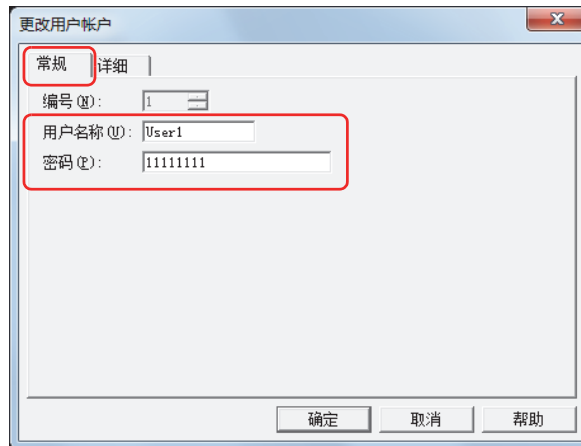 更改用户帐户
常规 详细
编号(N): 1
用户名称(U): User1
密码(P): 11111111
确定 取消 帮助